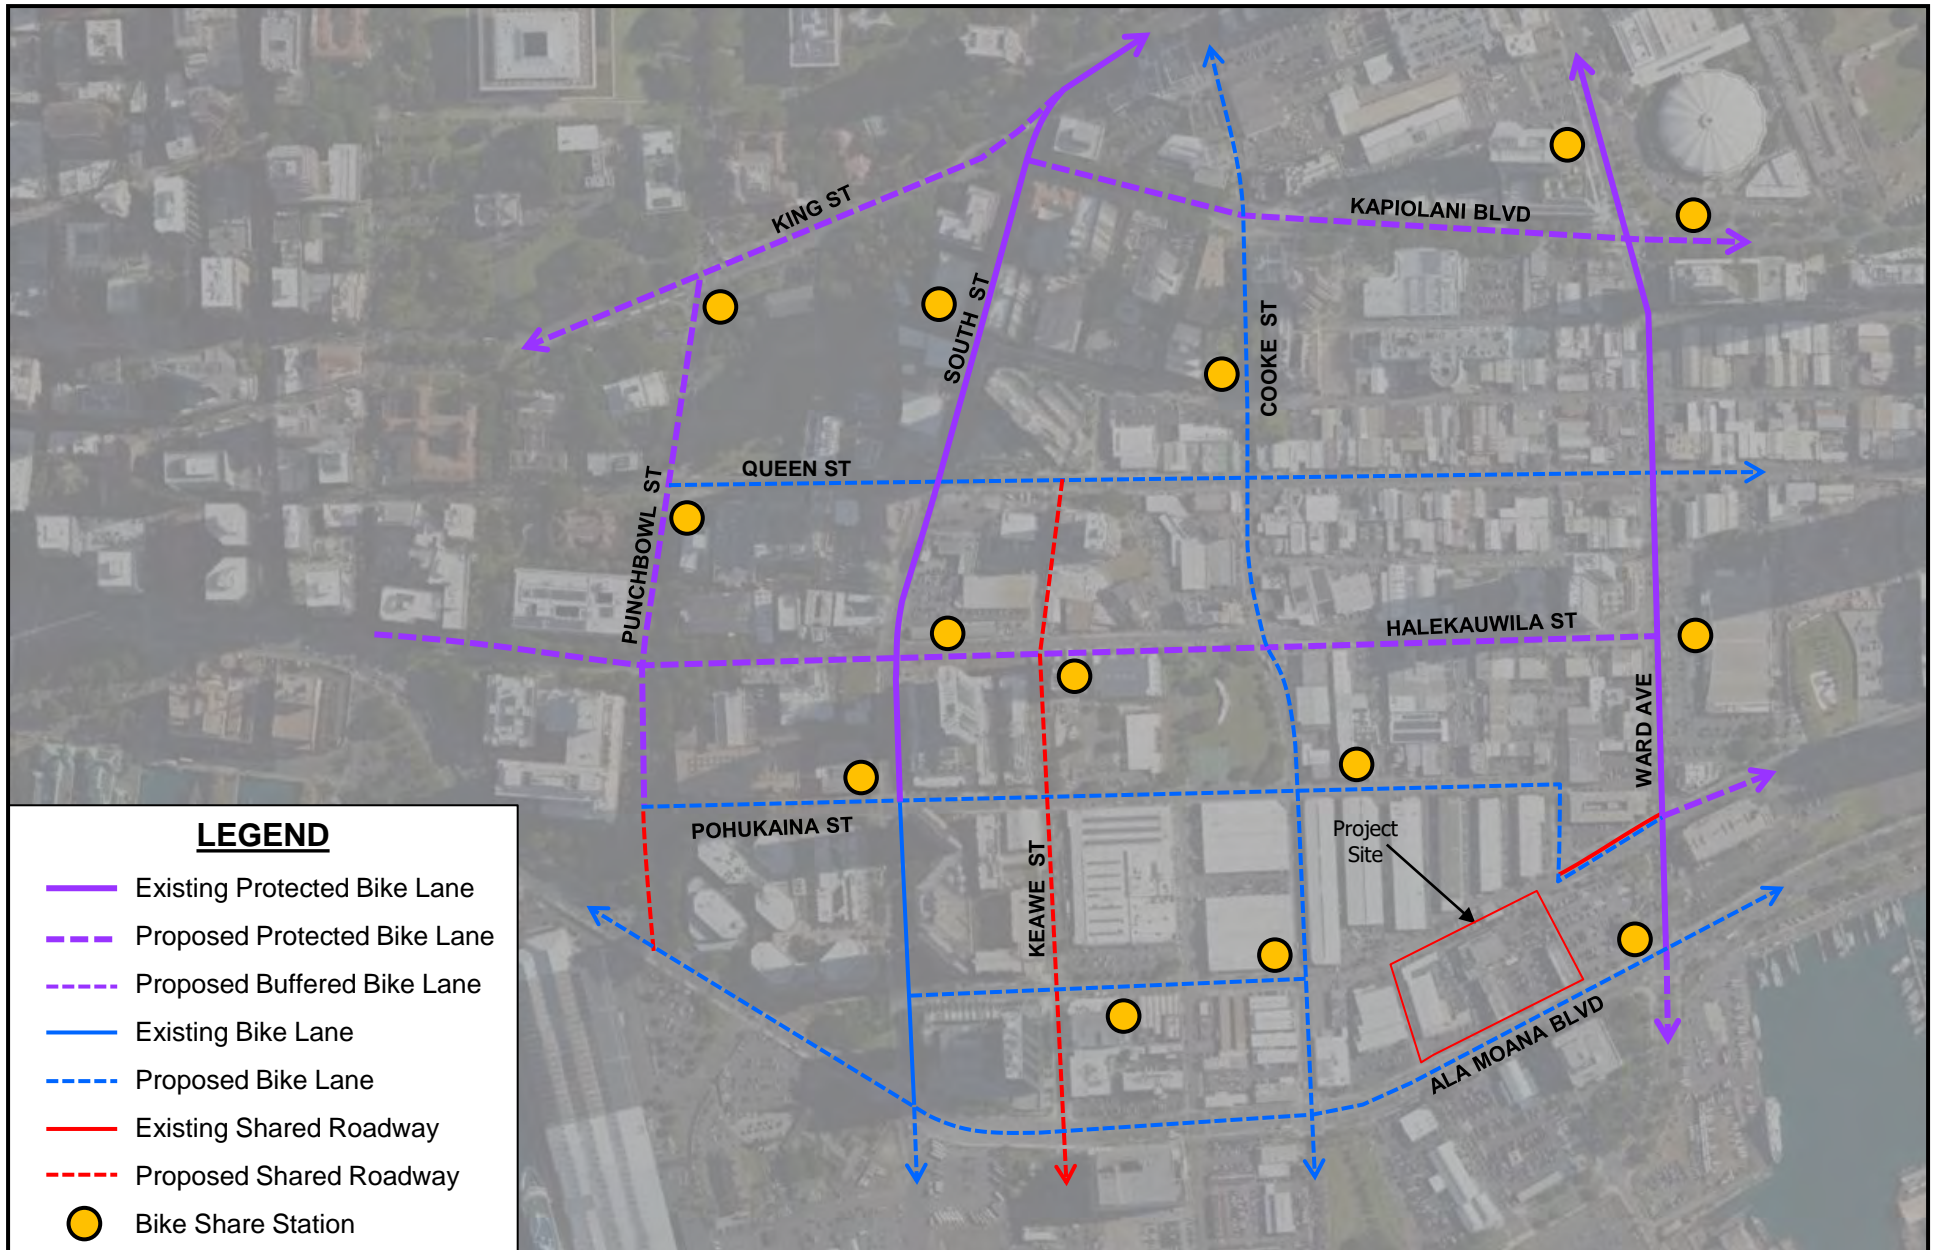 KING ST
KAPIOLANI BLVD
SOUTH ST
COOKE ST
QUEEN ST
PUNCHBOWL ST
HALEKAUWILA ST
WARD AVE
POHUKAINA ST
Project
Site
KEAWE ST
ALA MOANA BLVD
LEGEND
Existing Protected Bike Lane
Proposed Protected Bike Lane
Proposed Buffered Bike Lane
Existing Bike Lane
Proposed Bike Lane
Existing Shared Roadway
Proposed Shared Roadway
Bike Share Station